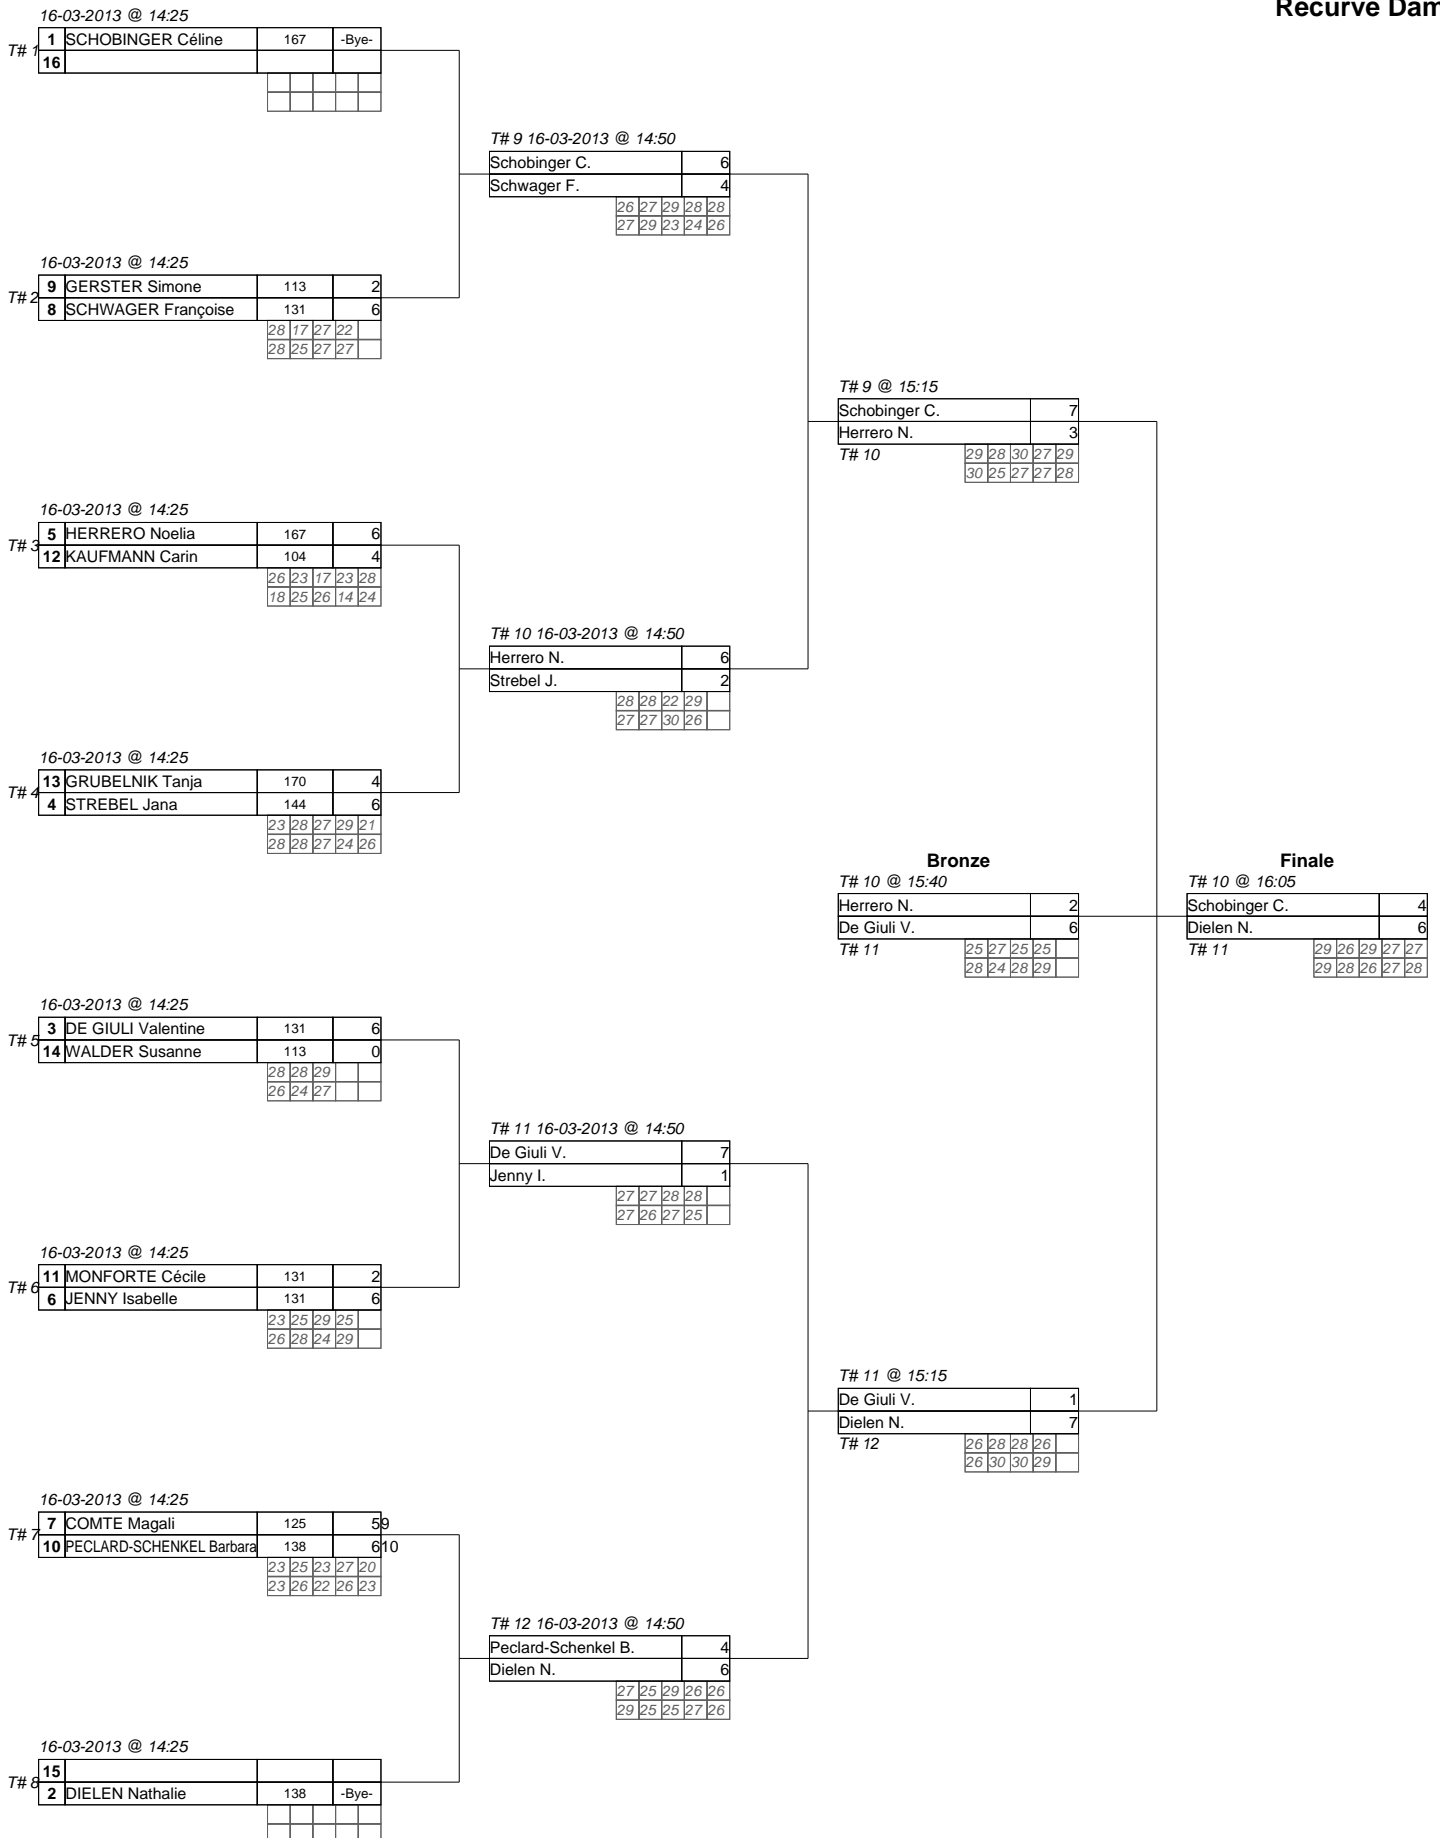 Recurve Dam
16-03-2013 @ 14:25
T# 1
1 SCHOBINGER Céline 167 -Bye-
16
T# 9 16-03-2013 @ 14:50
Schobinger C. 6
Schwager F. 4
26 27 29 28 28
27 29 23 24 26
16-03-2013 @ 14:25
T# 2
9 GERSTER Simone 113 2
8 SCHWAGER Françoise 131 6
28 17 27 22
28 25 27 27
T# 9 @ 15:15
Schobinger C. 7
Herrero N. 3
T# 10 29 28 30 27 29
30 25 27 27 28
16-03-2013 @ 14:25
T# 3
5 HERRERO Noelia 167 6
12 KAUFMANN Carin 104 4
26 23 17 23 28
18 25 26 14 24
T# 10 16-03-2013 @ 14:50
Herrero N. 6
Strebel J. 2
28 28 22 29
27 27 30 26
16-03-2013 @ 14:25
T# 4
13 GRUBELNIK Tanja 170 4
4 STREBEL Jana 144 6
23 28 27 29 21
28 28 27 24 26
Bronze
T# 10 @ 15:40
Herrero N. 2
De Giuli V. 6
T# 11 25 27 25 25
28 24 28 29
Finale
T# 10 @ 16:05
Schobinger C. 4
Dielen N. 6
T# 11 29 26 29 27 27
29 28 26 27 28
16-03-2013 @ 14:25
T# 5
3 DE GIULI Valentine 131 6
14 WALDER Susanne 113 0
28 28 29
26 24 27
T# 11 16-03-2013 @ 14:50
De Giuli V. 7
Jenny I. 1
27 27 28 28
27 26 27 25
16-03-2013 @ 14:25
T# 6
11 MONFORTE Cécile 131 2
6 JENNY Isabelle 131 6
23 25 29 25
26 28 24 29
T# 11 @ 15:15
De Giuli V. 1
Dielen N. 7
T# 12 26 28 28 26
26 30 30 29
16-03-2013 @ 14:25
T# 7
7 COMTE Magali 125 59
10 PECLARD-SCHENKEL Barbara 138 610
23 25 23 27 20
23 26 22 26 23
T# 12 16-03-2013 @ 14:50
Peclard-Schenkel B. 4
Dielen N. 6
27 25 29 26 26
29 25 25 27 26
16-03-2013 @ 14:25
T# 8
15
2 DIELEN Nathalie 138 -Bye-